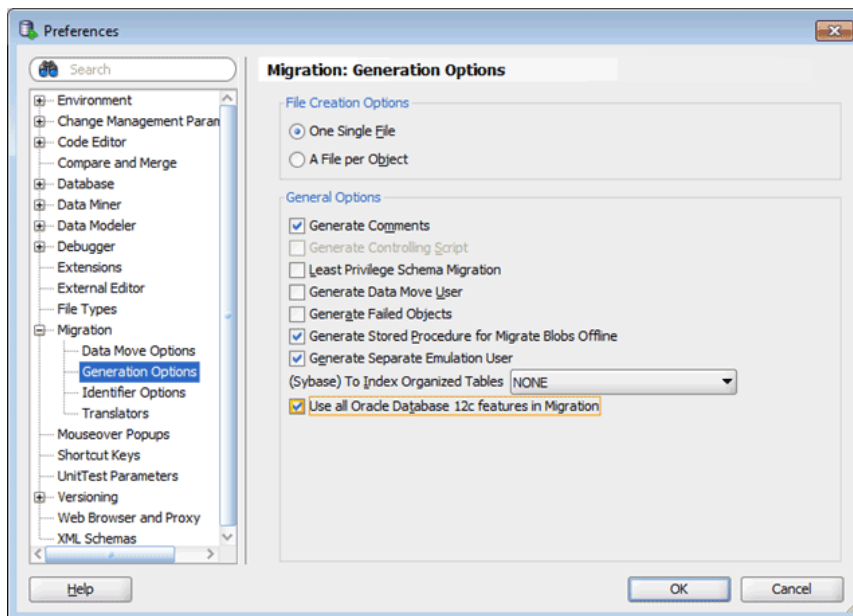 Preferences
Search
Environment
Change Management Param
Code Editor
Compare and Merge
Database
Data Miner
Data Modeler
Debugger
Extensions
External Editor
File Types
Migration
Data Move Options
Generation Options
Identifier Options
Translators
Mouseover Popups
Shortcut Keys
UnitTest Parameters
Versioning
Web Browser and Proxy
XML Schemas
Migration: Generation Options
File Creation Options
One Single File
A File per Object
General Options
Generate Comments
Generate Controlling Script
Least Privilege Schema Migration
Generate Data Move User
Generate Failed Objects
Generate Stored Procedure for Migrate Blobs Offline
Generate Separate Emulation User
(Sybase) To Index Organized Tables NONE
Use all Oracle Database 12c features in Migration
Help
OK
Cancel